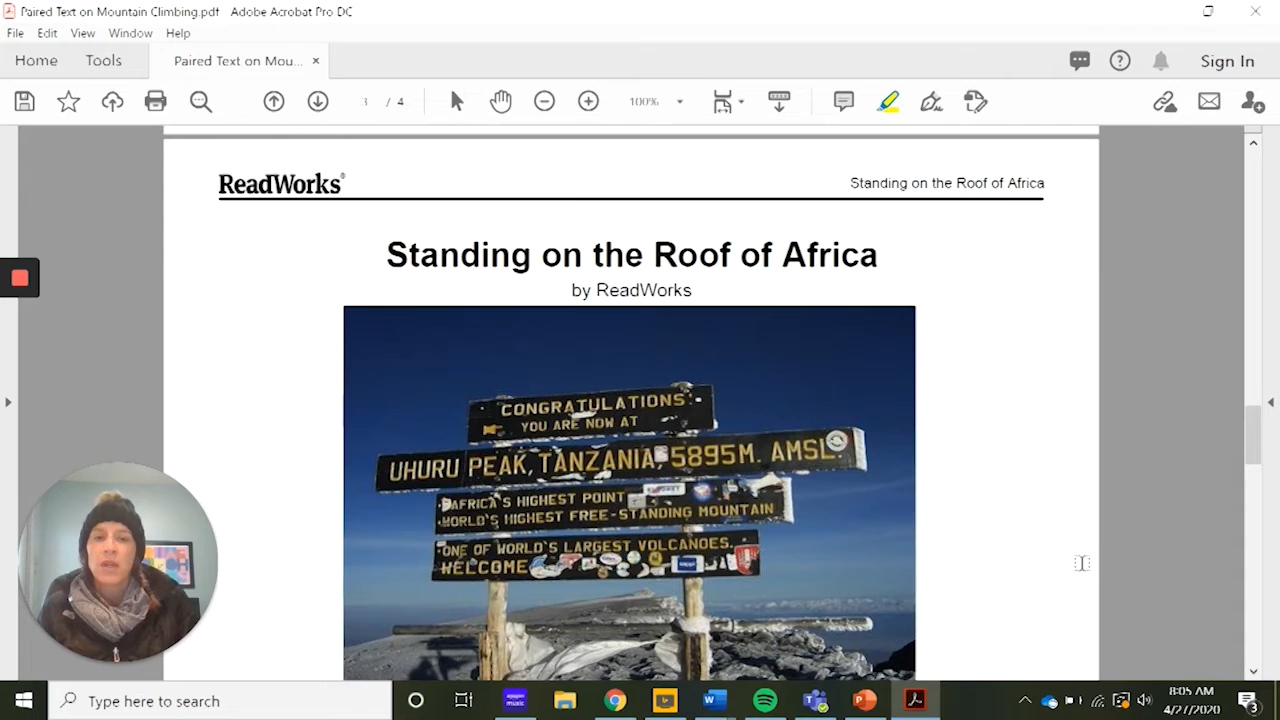 Paired Text on Mountain Climbing.pdf - Adobe Acrobat Pro DC
File Edit View Window Help
Home Tools Paired Text on Mou... × Sign In
3 / 4 100%
ReadWorks® Standing on the Roof of Africa
Standing on the Roof of Africa
by ReadWorks
CONGRATULATIONS
YOU ARE NOW AT
UHURU PEAK, TANZANIA, 5895M. AMSL.
AFRICA'S HIGHEST POINT
WORLD'S HIGHEST FREE-STANDING MOUNTAIN
ONE OF WORLD'S LARGEST VOLCANOES.
WELCOME
Type here to search
8:05 AM
4/27/2020